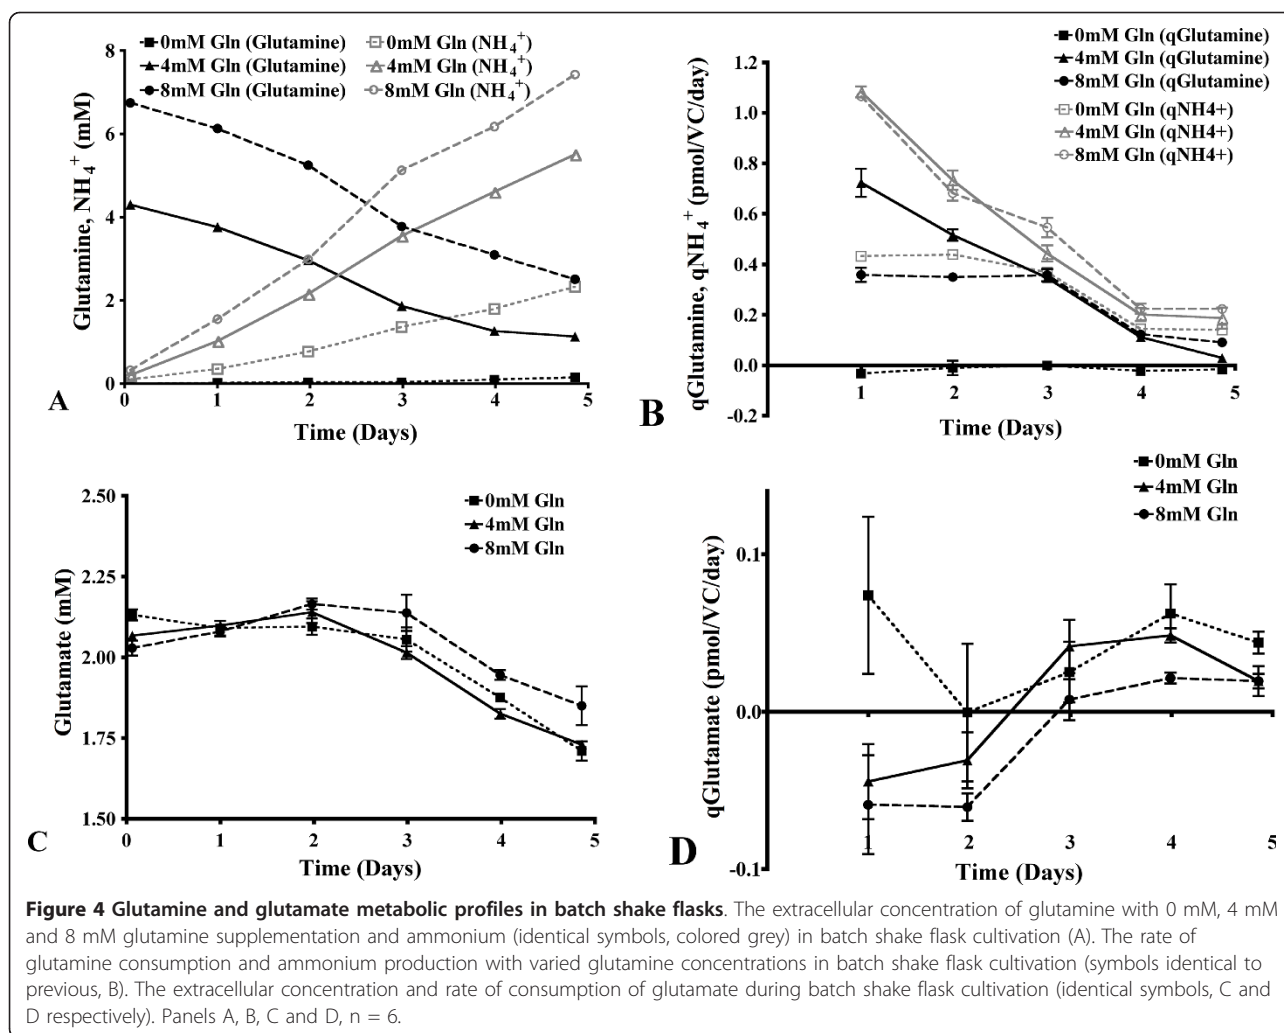 0mM Gln (Glutamine)
4mM Gln (Glutamine)
8mM Gln (Glutamine)
0mM Gln (NH4+)
4mM Gln (NH4+)
8mM Gln (NH4+)
Glutamine, NH4+ (mM)
8
6
4
2
0
0 1 2 3 4 5
Time (Days)
A
0mM Gln (qGlutamine)
4mM Gln (qGlutamine)
8mM Gln (qGlutamine)
0mM Gln (qNH4+)
4mM Gln (qNH4+)
8mM Gln (qNH4+)
qGlutamine, qNH4+ (pmol/VC/day)
1.2
1.0
0.8
0.6
0.4
0.2
0.0
-0.2
1 2 3 4 5
Time (Days)
B
0mM Gln
4mM Gln
8mM Gln
Glutamate (mM)
2.50
2.25
2.00
1.75
1.50
0 1 2 3 4 5
Time (Days)
C
0mM Gln
4mM Gln
8mM Gln
qGlutamate (pmol/VC/day)
0.1
0.0
-0.1
1 2 3 4 5
Time (Days)
D
Figure 4 Glutamine and glutamate metabolic profiles in batch shake flasks. The extracellular concentration of glutamine with 0 mM, 4 mM
and 8 mM glutamine supplementation and ammonium (identical symbols, colored grey) in batch shake flask cultivation (A). The rate of
glutamine consumption and ammonium production with varied glutamine concentrations in batch shake flask cultivation (symbols identical to
previous, B). The extracellular concentration and rate of consumption of glutamate during batch shake flask cultivation (identical symbols, C and
D respectively). Panels A, B, C and D, n = 6.